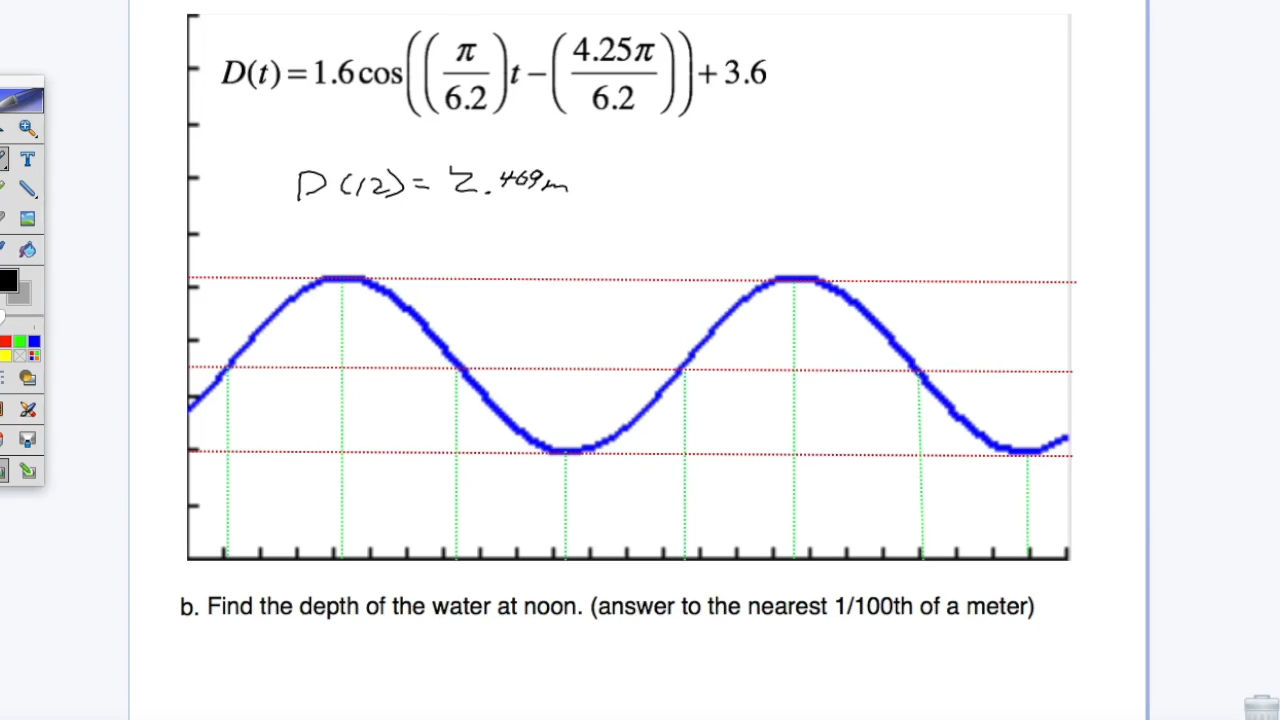 D(t)=1.6cos((π/6.2)t−(4.25π/6.2))+3.6
D(12)= 2.469m
b. Find the depth of the water at noon. (answer to the nearest 1/100th of a meter)
T